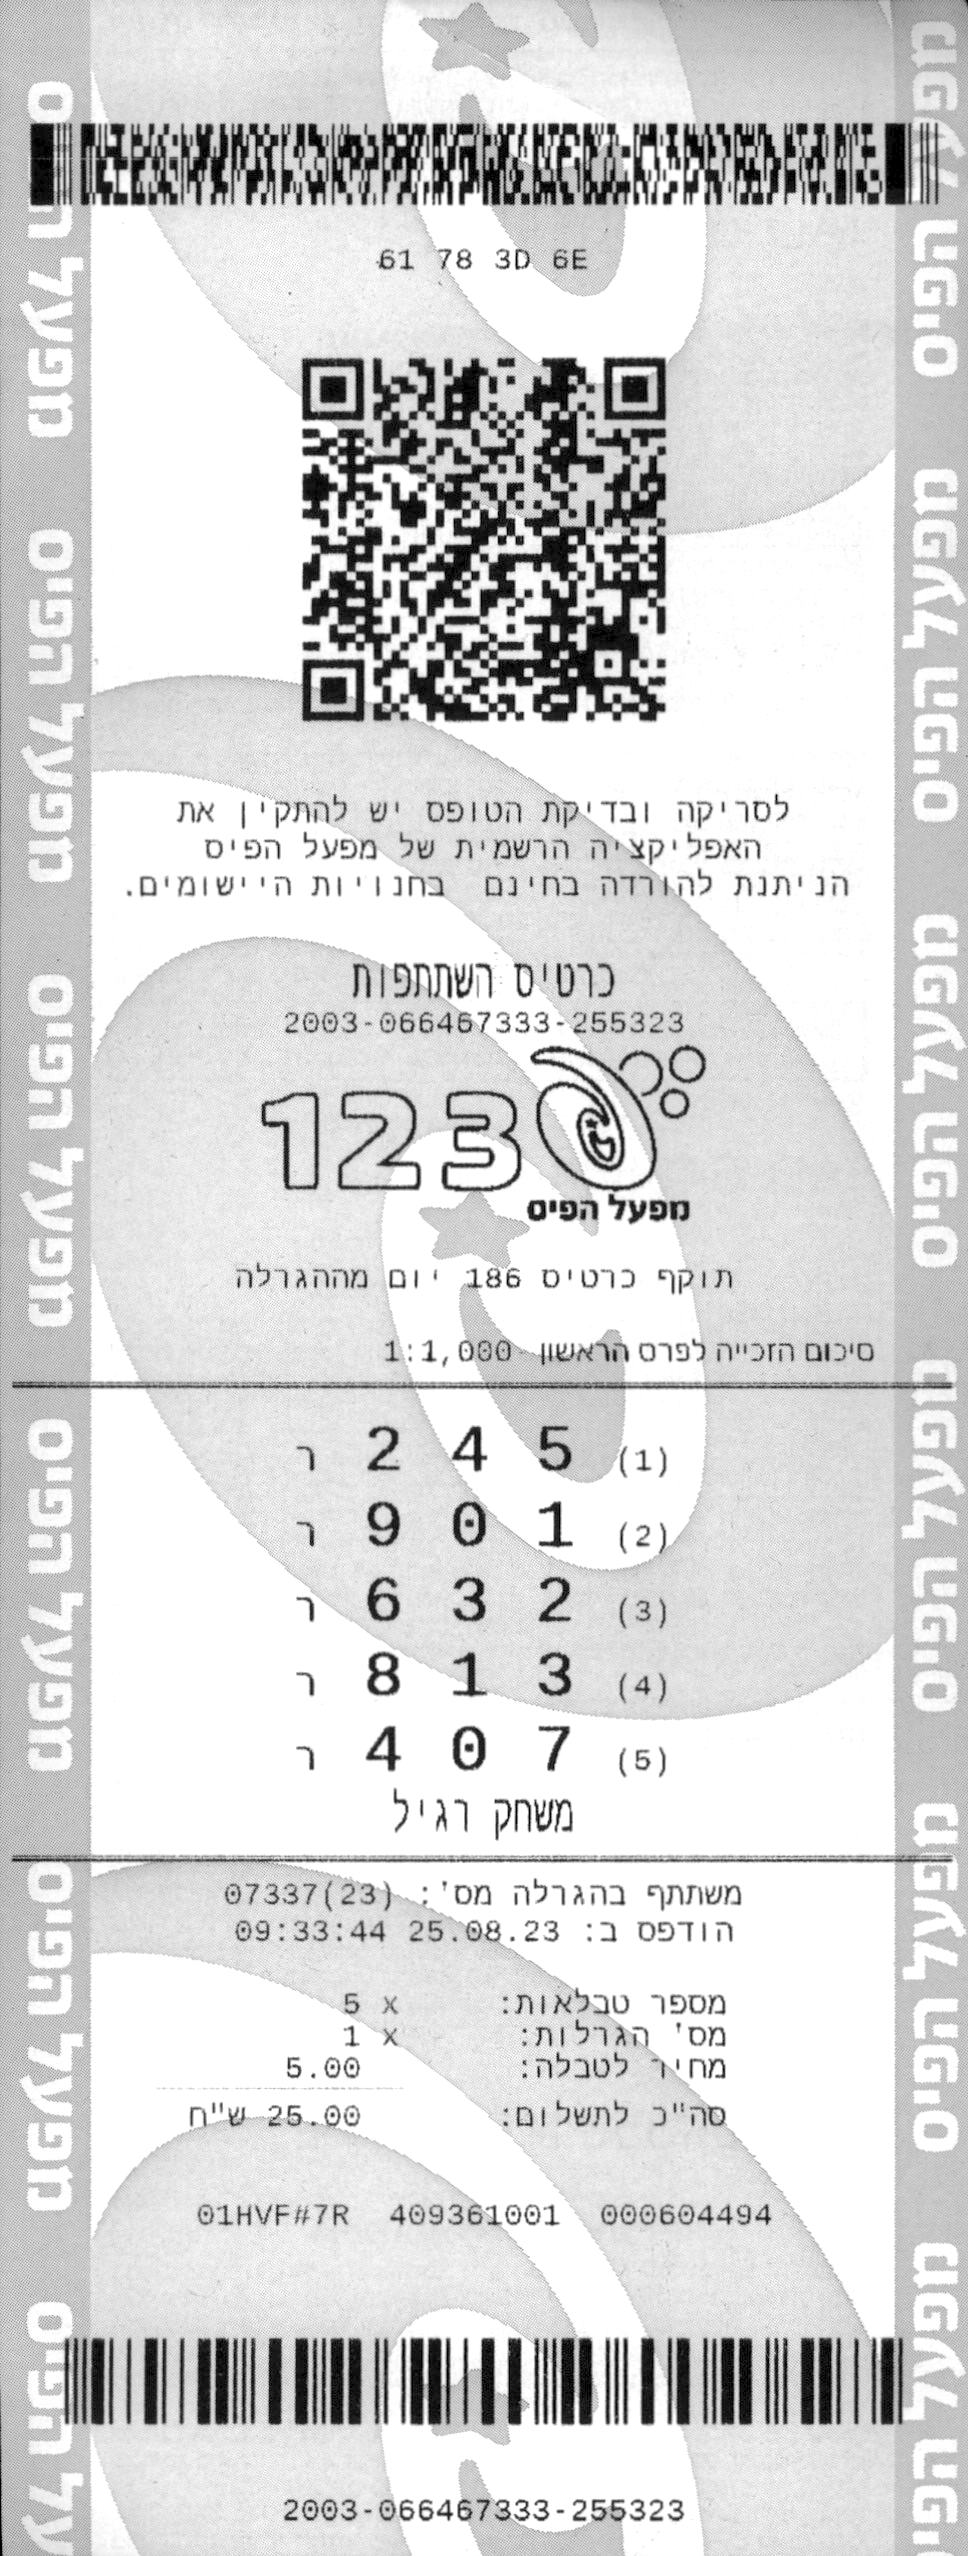 61 78 3D 6E
לסריקה ובדיקת הטופס יש להתקין את
האפליקציה הרשמית של מפעל הפיס
הניתנת להורדה בחינם בחנויות היישומים.
כרטיס השתתפות
2003-066467333-255323
123
מפעל הפיס
תוקף כרטיס 186 יום מההגרלה
סיכום הזכייה לפרס הראשון 1:1,000
(1) 2 4 5 ר
(2) 9 0 1 ר
(3) 6 3 2 ר
(4) 8 1 3 ר
(5) 4 0 7 ר
משחק רגיל
משתתף בהגרלה מס': 07337(23)
הודפס ב: 25.08.23 09:33:44
מספר טבלאות: x 5
מס' הגרלות: x 1
מחיר לטבלה: 5.00
סה"כ לתשלום: 25.00 ש"ח
01HVF#7R 409361001 000604494
2003-066467333-255323
מפעל הפיס
מפעל הפיס
מפעל הפיס
מפעל הפיס
מפעל הפיס
מפעל הפיס
מפעל הפיס
מפעל הפיס
מפעל הפיס
מפעל הפיס
מפעל הפיס